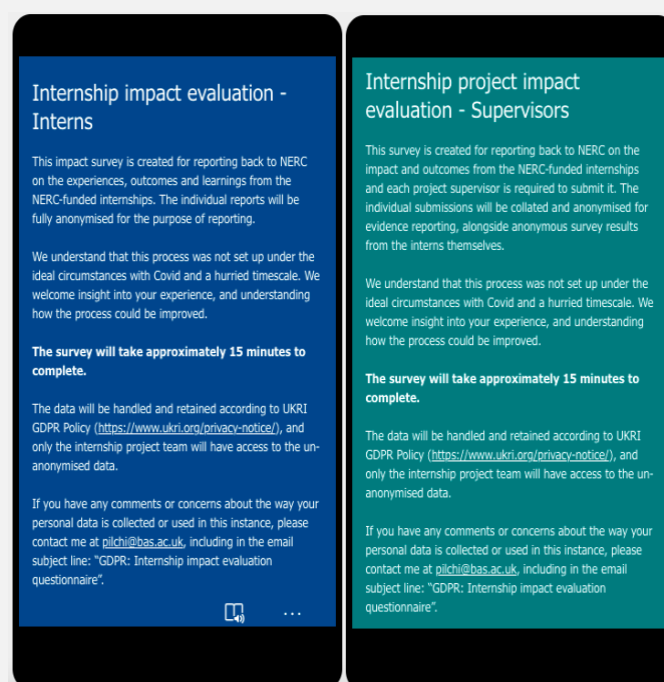 Internship impact evaluation -
Interns
This impact survey is created for reporting back to NERC
on the experiences, outcomes and learnings from the
NERC-funded internships. The individual reports will be
fully anonymised for the purpose of reporting.
We understand that this process was not set up under the
ideal circumstances with Covid and a hurried timescale. We
welcome insight into your experience, and understanding
how the process could be improved.
The survey will take approximately 15 minutes to
complete.
The data will be handled and retained according to UKRI
GDPR Policy (https://www.ukri.org/privacy-notice/), and
only the internship project team will have access to the un-
anonymised data.
If you have any comments or concerns about the way your
personal data is collected or used in this instance, please
contact me at pilchi@bas.ac.uk, including in the email
subject line: “GDPR: Internship impact evaluation
questionnaire”.
Internship project impact
evaluation - Supervisors
This survey is created for reporting back to NERC on the
impact and outcomes from the NERC-funded internships
and each project supervisor is required to submit it. The
individual submissions will be collated and anonymised for
evidence reporting, alongside anonymous survey results
from the interns themselves.
We understand that this process was not set up under the
ideal circumstances with Covid and a hurried timescale. We
welcome insight into your experience, and understanding
how the process could be improved.
The survey will take approximately 15 minutes to
complete.
The data will be handled and retained according to UKRI
GDPR Policy (https://www.ukri.org/privacy-notice/), and
only the internship project team will have access to the un-
anonymised data.
If you have any comments or concerns about the way your
personal data is collected or used in this instance, please
contact me at pilchi@bas.ac.uk, including in the email
subject line: “GDPR: Internship impact evaluation
questionnaire”.